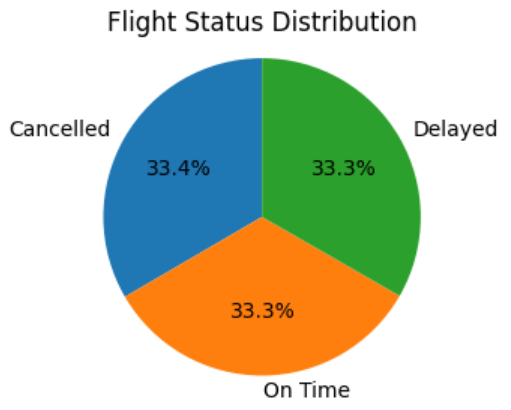 Flight Status Distribution
Cancelled
Delayed
33.4%
33.3%
33.3%
On Time